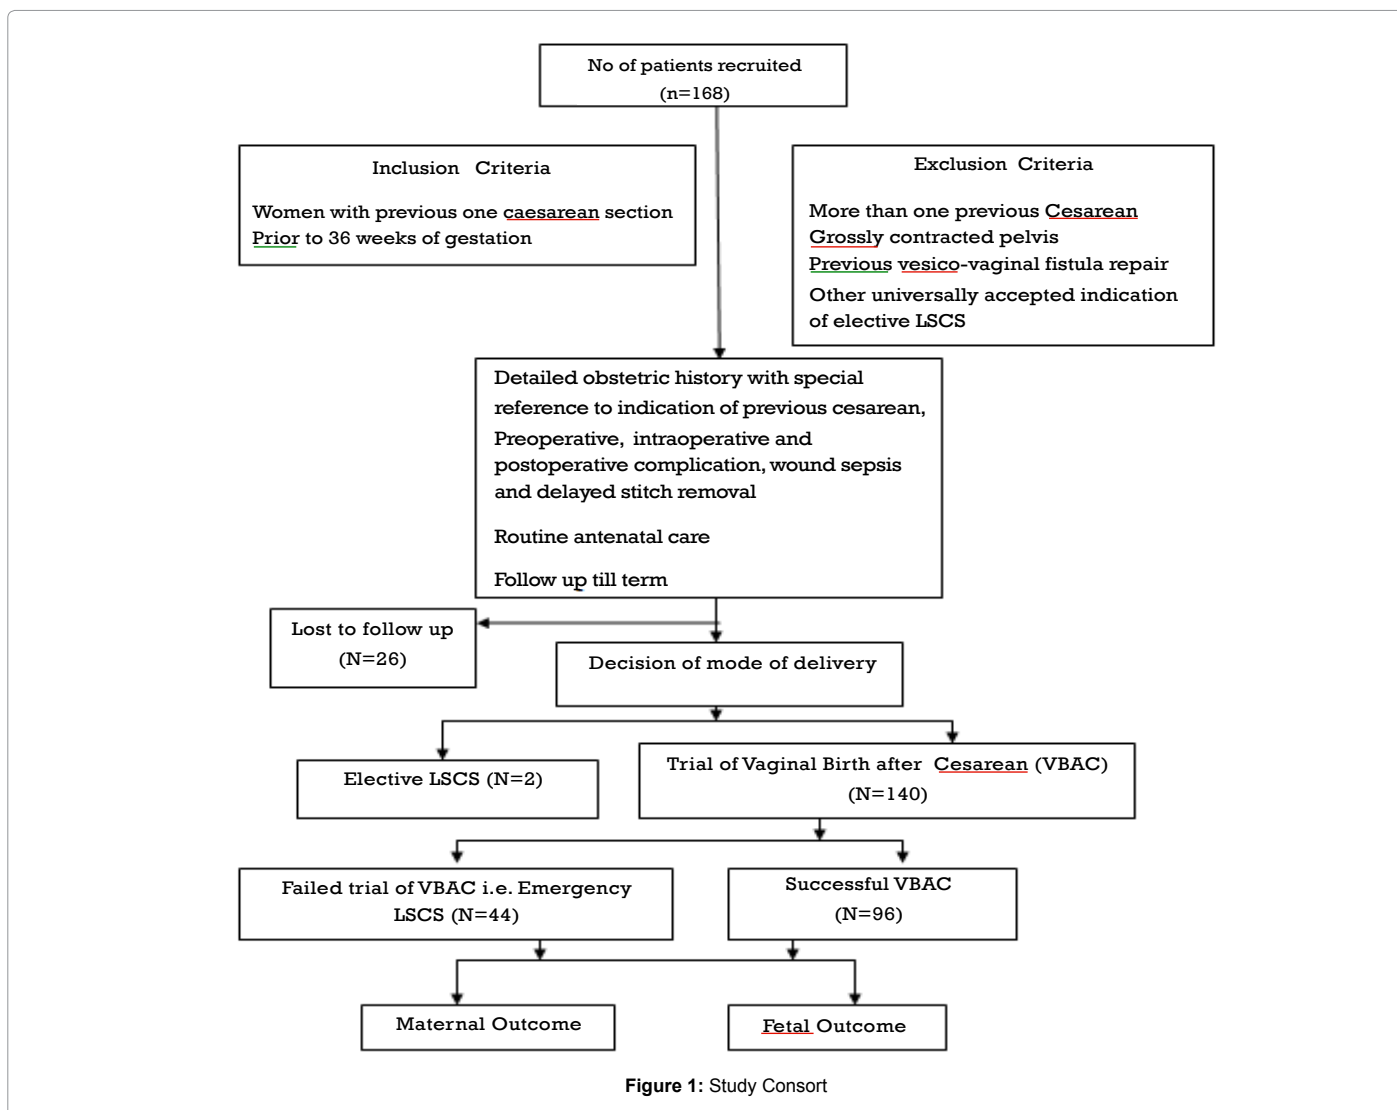 No of patients recruited
(n=168)
Inclusion Criteria
Women with previous one caesarean section
Prior to 36 weeks of gestation
Exclusion Criteria
More than one previous Cesarean
Grossly contracted pelvis
Previous vesico-vaginal fistula repair
Other universally accepted indication
of elective LSCS
Detailed obstetric history with special
reference to indication of previous cesarean,
Preoperative, intraoperative and
postoperative complication, wound sepsis
and delayed stitch removal
Routine antenatal care
Follow up till term
Lost to follow up
(N=26)
Decision of mode of delivery
Elective LSCS (N=2)
Trial of Vaginal Birth after Cesarean (VBAC)
(N=140)
Failed trial of VBAC i.e. Emergency
LSCS (N=44)
Successful VBAC
(N=96)
Maternal Outcome
Fetal Outcome
Figure 1: Study Consort